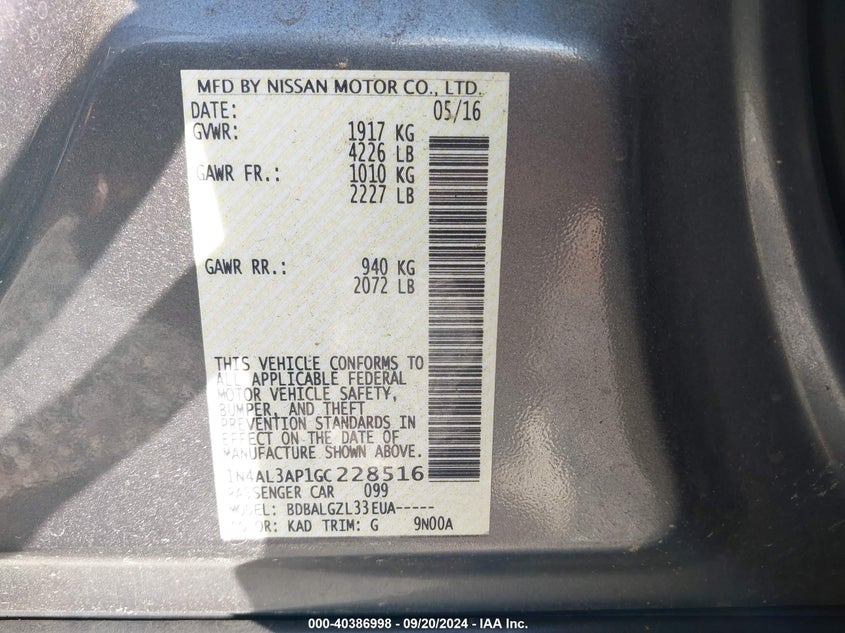 MFD BY NISSAN MOTOR CO., LTD.
DATE: 05/16
GVWR: 1917 KG
4226 LB
GAWR FR.: 1010 KG
2227 LB
GAWR RR.: 940 KG
2072 LB
THIS VEHICLE CONFORMS TO
ALL APPLICABLE FEDERAL
MOTOR VEHICLE SAFETY,
BUMPER, AND THEFT
PREVENTION STANDARDS IN
EFFECT ON THE DATE OF
MANUFACTURE SHOWN ABOVE.
1N4AL3AP1GC228516
PASSENGER CAR 099
MODEL: BDBALGZL33EUA-----
COLOR: KAD TRIM: G 9N00A
000-40386998 - 09/20/2024 - IAA Inc.